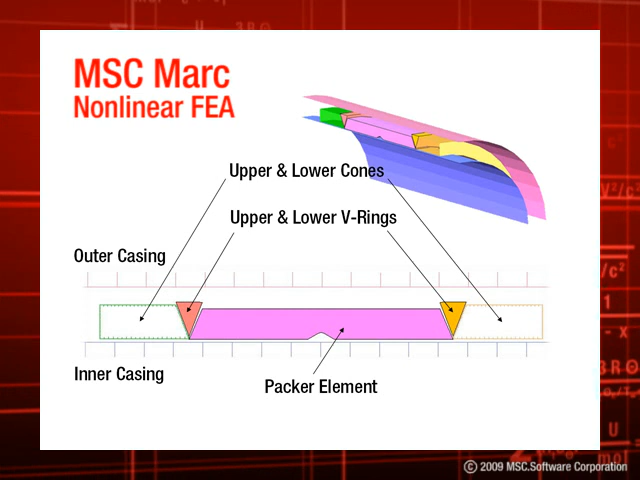 MSC Marc
Nonlinear FEA
Upper & Lower Cones
Upper & Lower V-Rings
Outer Casing
Inner Casing
Packer Element
© 2009 MSC.Software Corporation